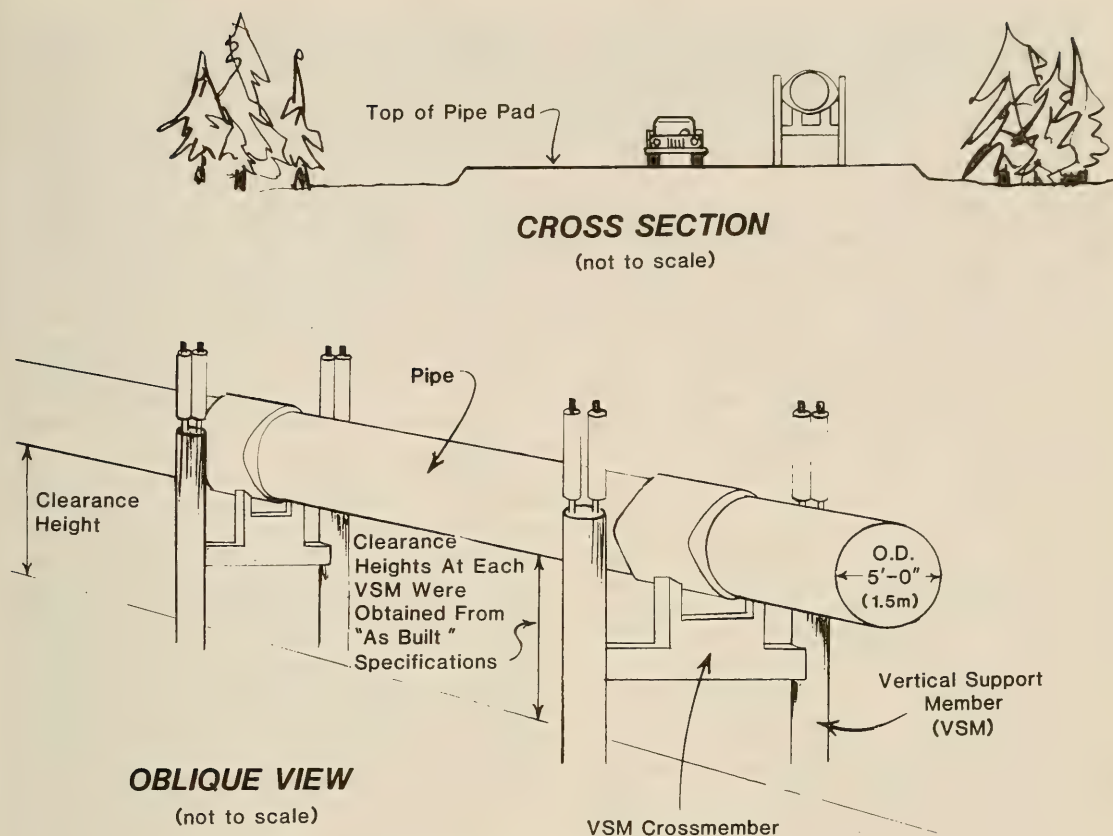 Top of Pipe Pad
CROSS SECTION
(not to scale)
Pipe
Clearance
Height
Clearance
Heights At Each
VSM Were
Obtained From
"As Built"
Specifications
O.D.
5'-0"
(1.5m)
Vertical Support
Member
(VSM)
OBLIQUE VIEW
(not to scale)
VSM Crossmember